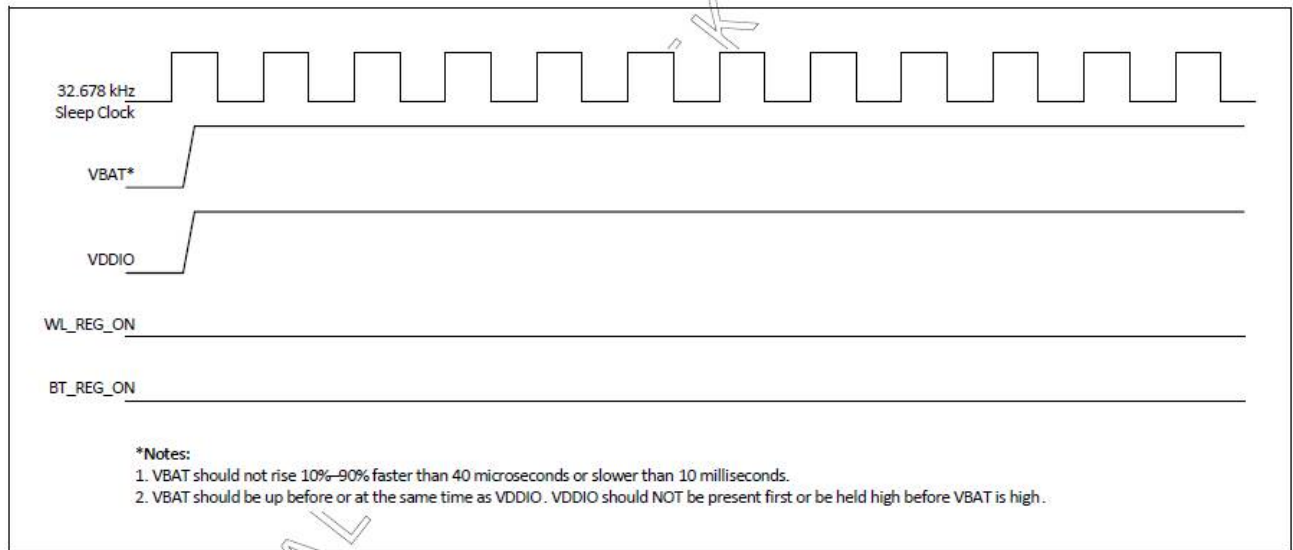 32.678 kHz
Sleep Clock
VBAT*
VDDIO
WL_REG_ON
BT_REG_ON
*Notes:
1. VBAT should not rise 10%–90% faster than 40 microseconds or slower than 10 milliseconds.
2. VBAT should be up before or at the same time as VDDIO. VDDIO should NOT be present first or be held high before VBAT is high.